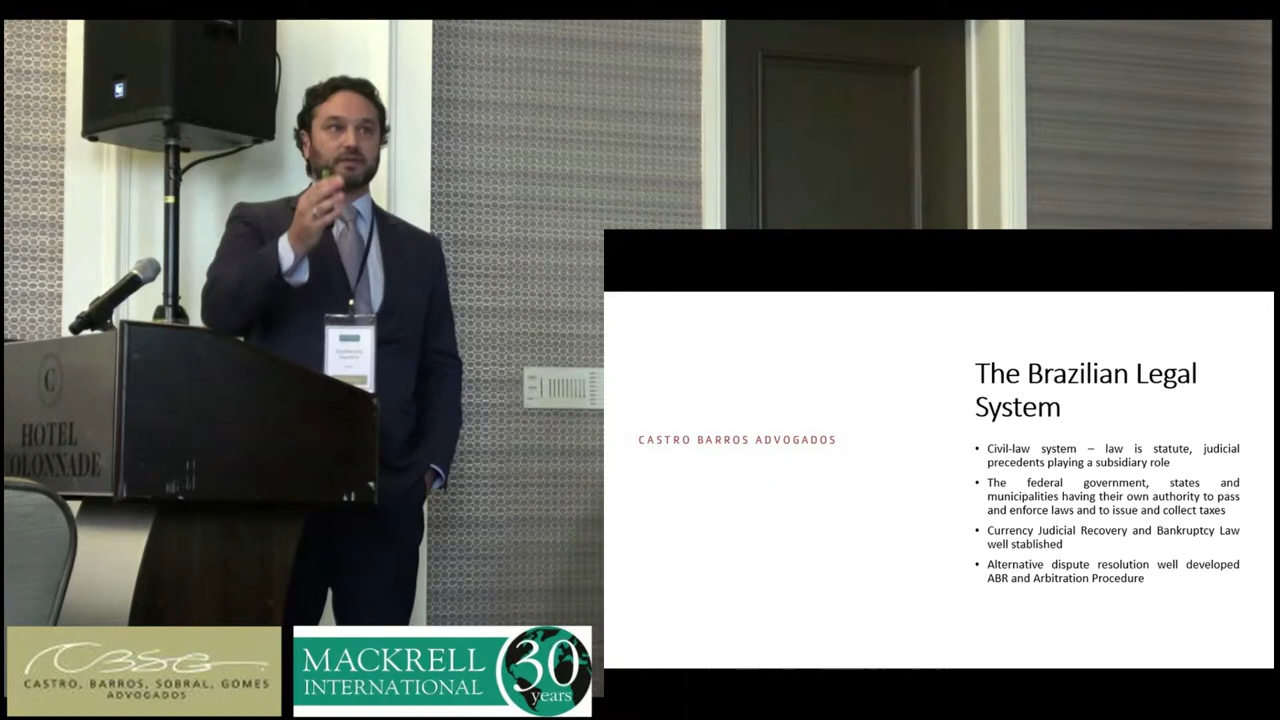 C
HOTEL
COLONNADE
CASTRO BARROS ADVOGADOS
The Brazilian Legal
System
• Civil-law system – law is statute, judicial
precedents playing a subsidiary role
• The federal government, states and
municipalities having their own authority to pass
and enforce laws and to issue and collect taxes
• Currency Judicial Recovery and Bankruptcy Law
well stablished
• Alternative dispute resolution well developed
ABR and Arbitration Procedure
CBSG
CASTRO, BARROS, SOBRAL, GOMES
ADVOGADOS
MACKRELL
INTERNATIONAL
30
years